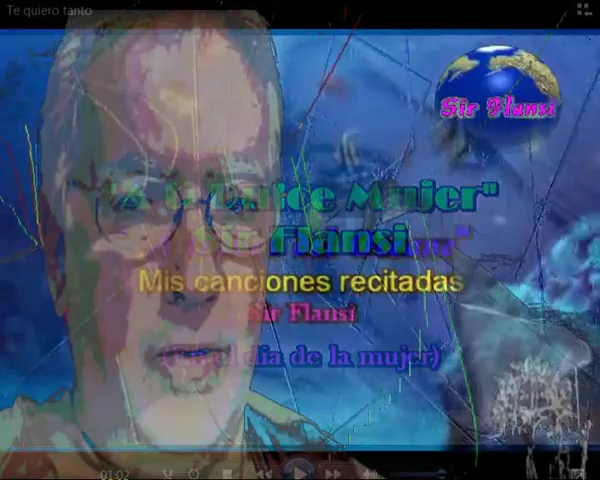 Te quiero tanto
Sir Flansi
Dulce Mujer"
Sir Flansi
Mis canciones recitadas
Sir Flansi
día de la mujer)
01:02